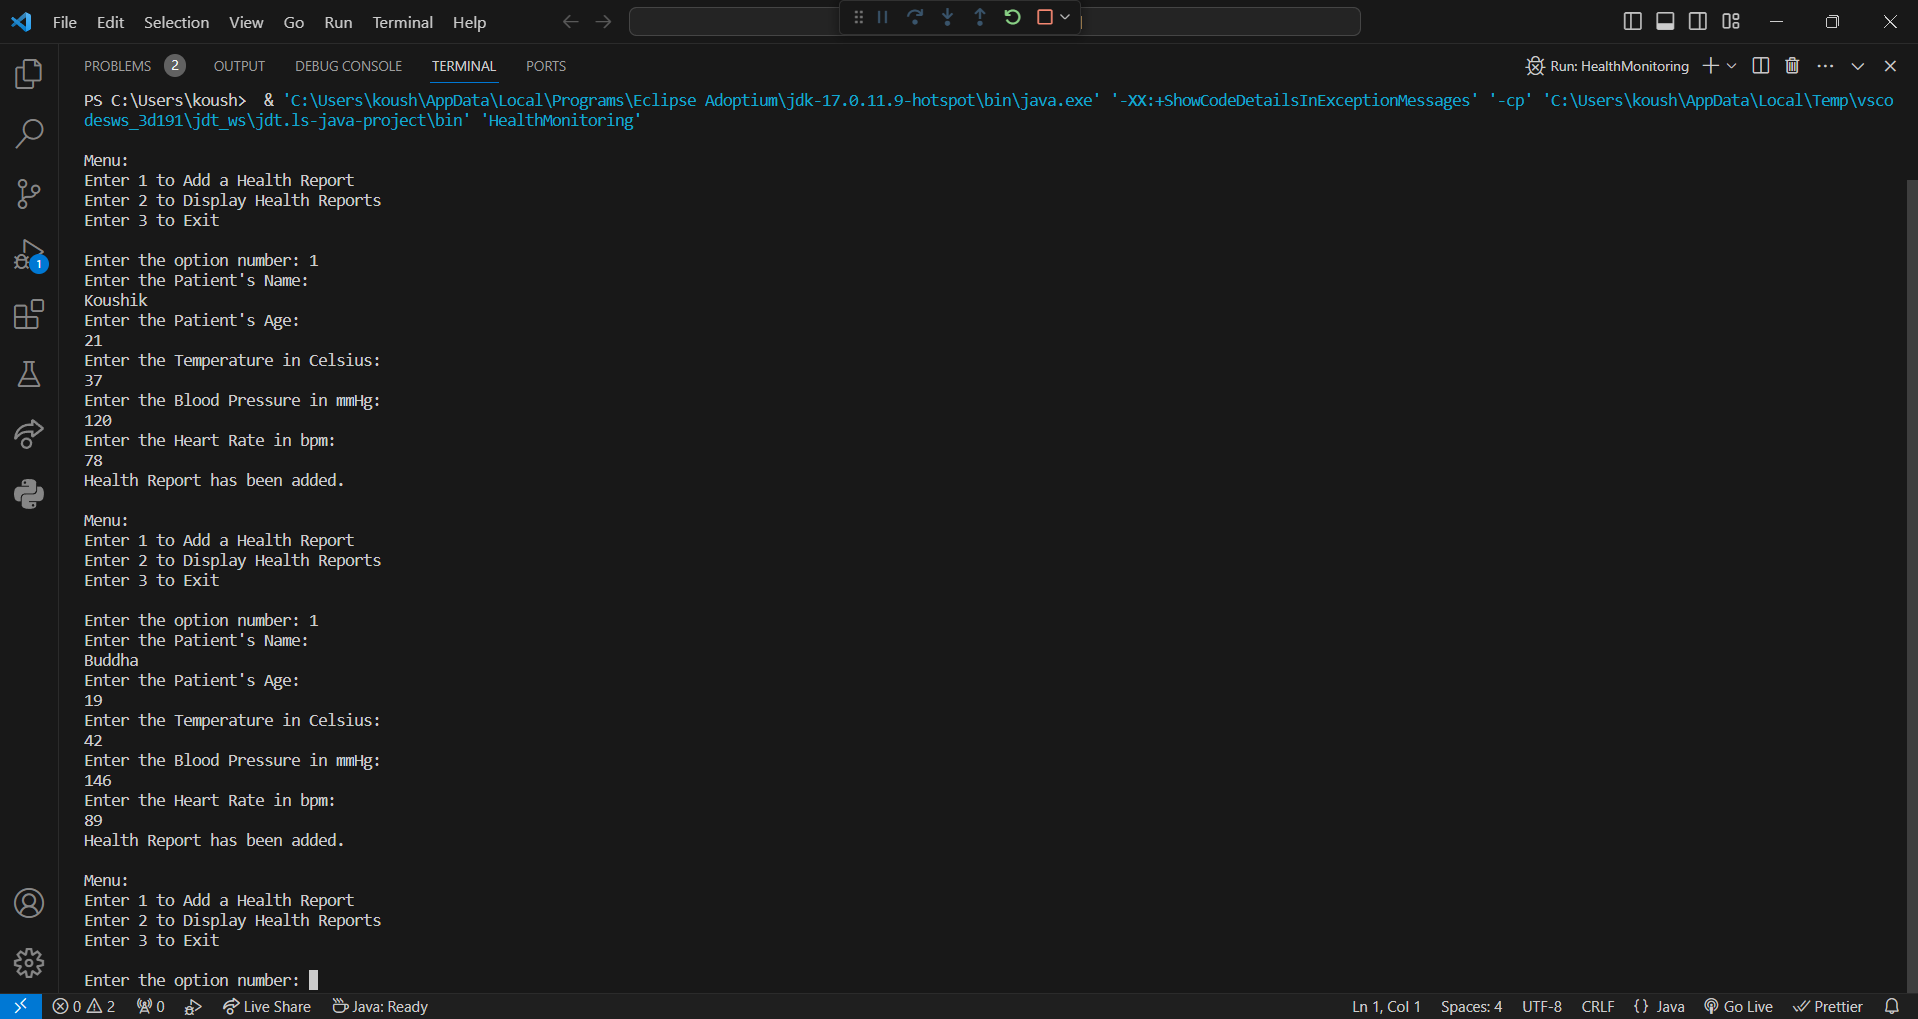 File Edit Selection View Go Run Terminal Help
PROBLEMS 2 OUTPUT DEBUG CONSOLE TERMINAL PORTS Run: HealthMonitoring
PS C:\Users\koush>  & 'C:\Users\koush\AppData\Local\Programs\Eclipse Adoptium\jdk-17.0.11.9-hotspot\bin\java.exe' '-XX:+ShowCodeDetailsInExceptionMessages' '-cp' 'C:\Users\koush\AppData\Local\Temp\vsco
desws_3d191\jdt_ws\jdt.ls-java-project\bin' 'HealthMonitoring'
Menu:
Enter 1 to Add a Health Report
Enter 2 to Display Health Reports
Enter 3 to Exit
Enter the option number: 1
Enter the Patient's Name:
Koushik
Enter the Patient's Age:
21
Enter the Temperature in Celsius:
37
Enter the Blood Pressure in mmHg:
120
Enter the Heart Rate in bpm:
78
Health Report has been added.
Menu:
Enter 1 to Add a Health Report
Enter 2 to Display Health Reports
Enter 3 to Exit
Enter the option number: 1
Enter the Patient's Name:
Buddha
Enter the Patient's Age:
19
Enter the Temperature in Celsius:
42
Enter the Blood Pressure in mmHg:
146
Enter the Heart Rate in bpm:
89
Health Report has been added.
Menu:
Enter 1 to Add a Health Report
Enter 2 to Display Health Reports
Enter 3 to Exit
Enter the option number:
1
0 2 0 Live Share Java: Ready Ln 1, Col 1 Spaces: 4 UTF-8 CRLF {} Java Go Live Prettier